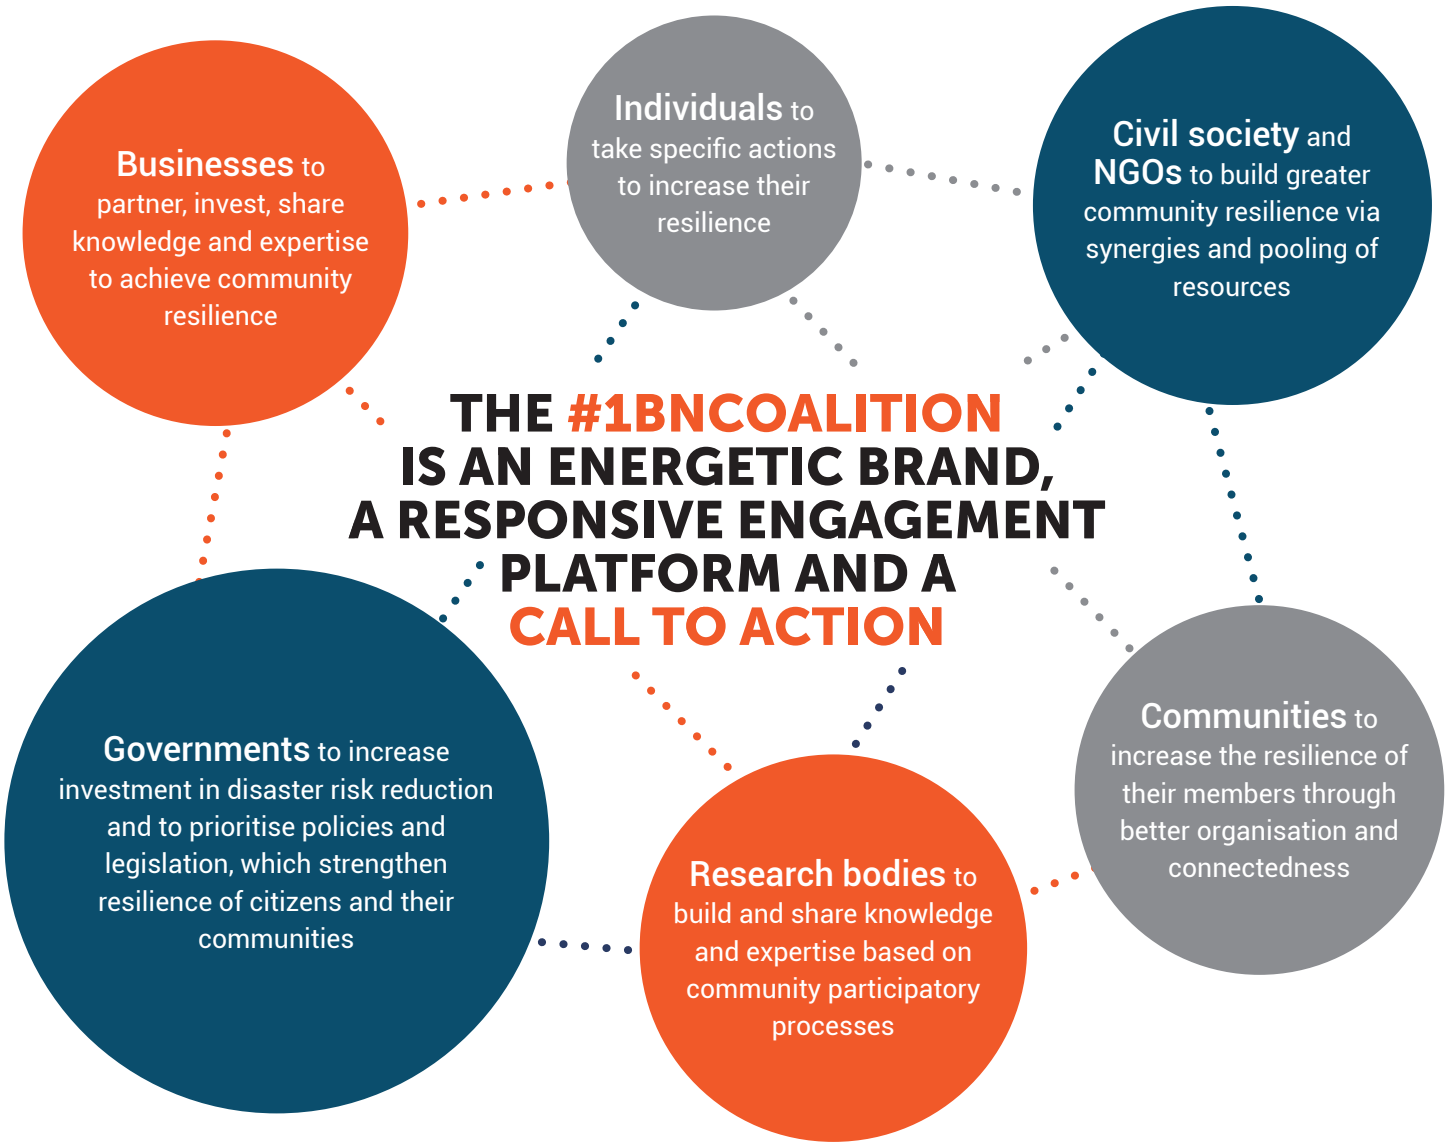 Businesses to
partner, invest, share
knowledge and expertise
to achieve community
resilience
Individuals to
take specific actions
to increase their
resilience
Civil society and
NGOs to build greater
community resilience via
synergies and pooling of
resources
THE #1BNCOALITION
IS AN ENERGETIC BRAND,
A RESPONSIVE ENGAGEMENT
PLATFORM AND A
CALL TO ACTION
Governments to increase
investment in disaster risk reduction
and to prioritise policies and
legislation, which strengthen
resilience of citizens and their
communities
Research bodies to
build and share knowledge
and expertise based on
community participatory
processes
Communities to
increase the resilience of
their members through
better organisation and
connectedness